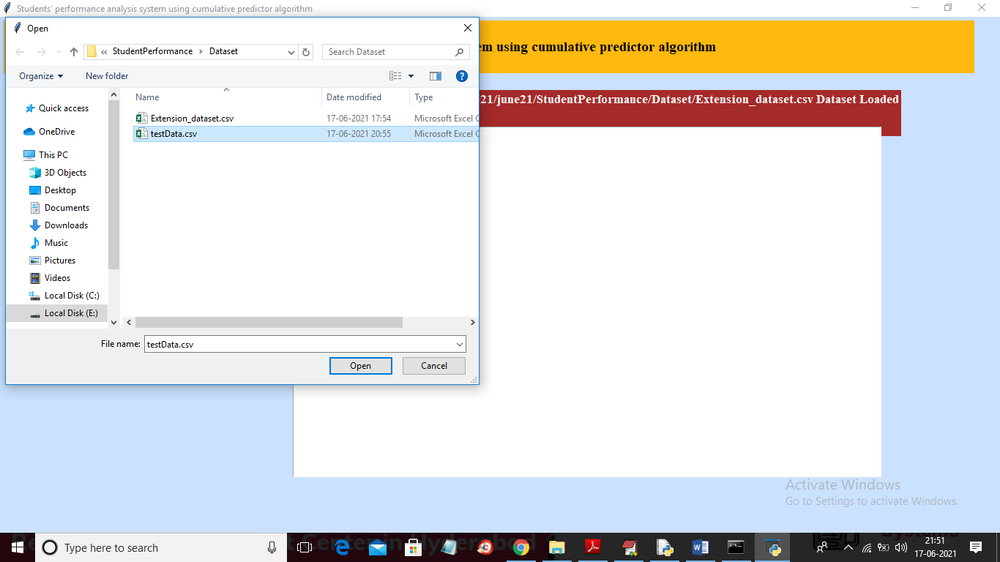 Students' performance analysis system using cumulative predictor algorithm
Open
em using cumulative predictor algorithm
« StudentPerformance › Dataset
Search Dataset
Organize
New folder
21/june21/StudentPerformance/Dataset/Extension_dataset.csv Dataset Loaded
Name
Date modified
Type
Quick access
OneDrive
This PC
3D Objects
Desktop
Documents
Downloads
Music
Pictures
Videos
Local Disk (C:)
Local Disk (E:)
Extension_dataset.csv 17-06-2021 17:54 Microsoft Excel C
testData.csv 17-06-2021 20:55 Microsoft Excel C
File name: testData.csv
Open
Cancel
Activate Windows
Go to Settings to activate Windows.
Type here to search
21:51
17-06-2021